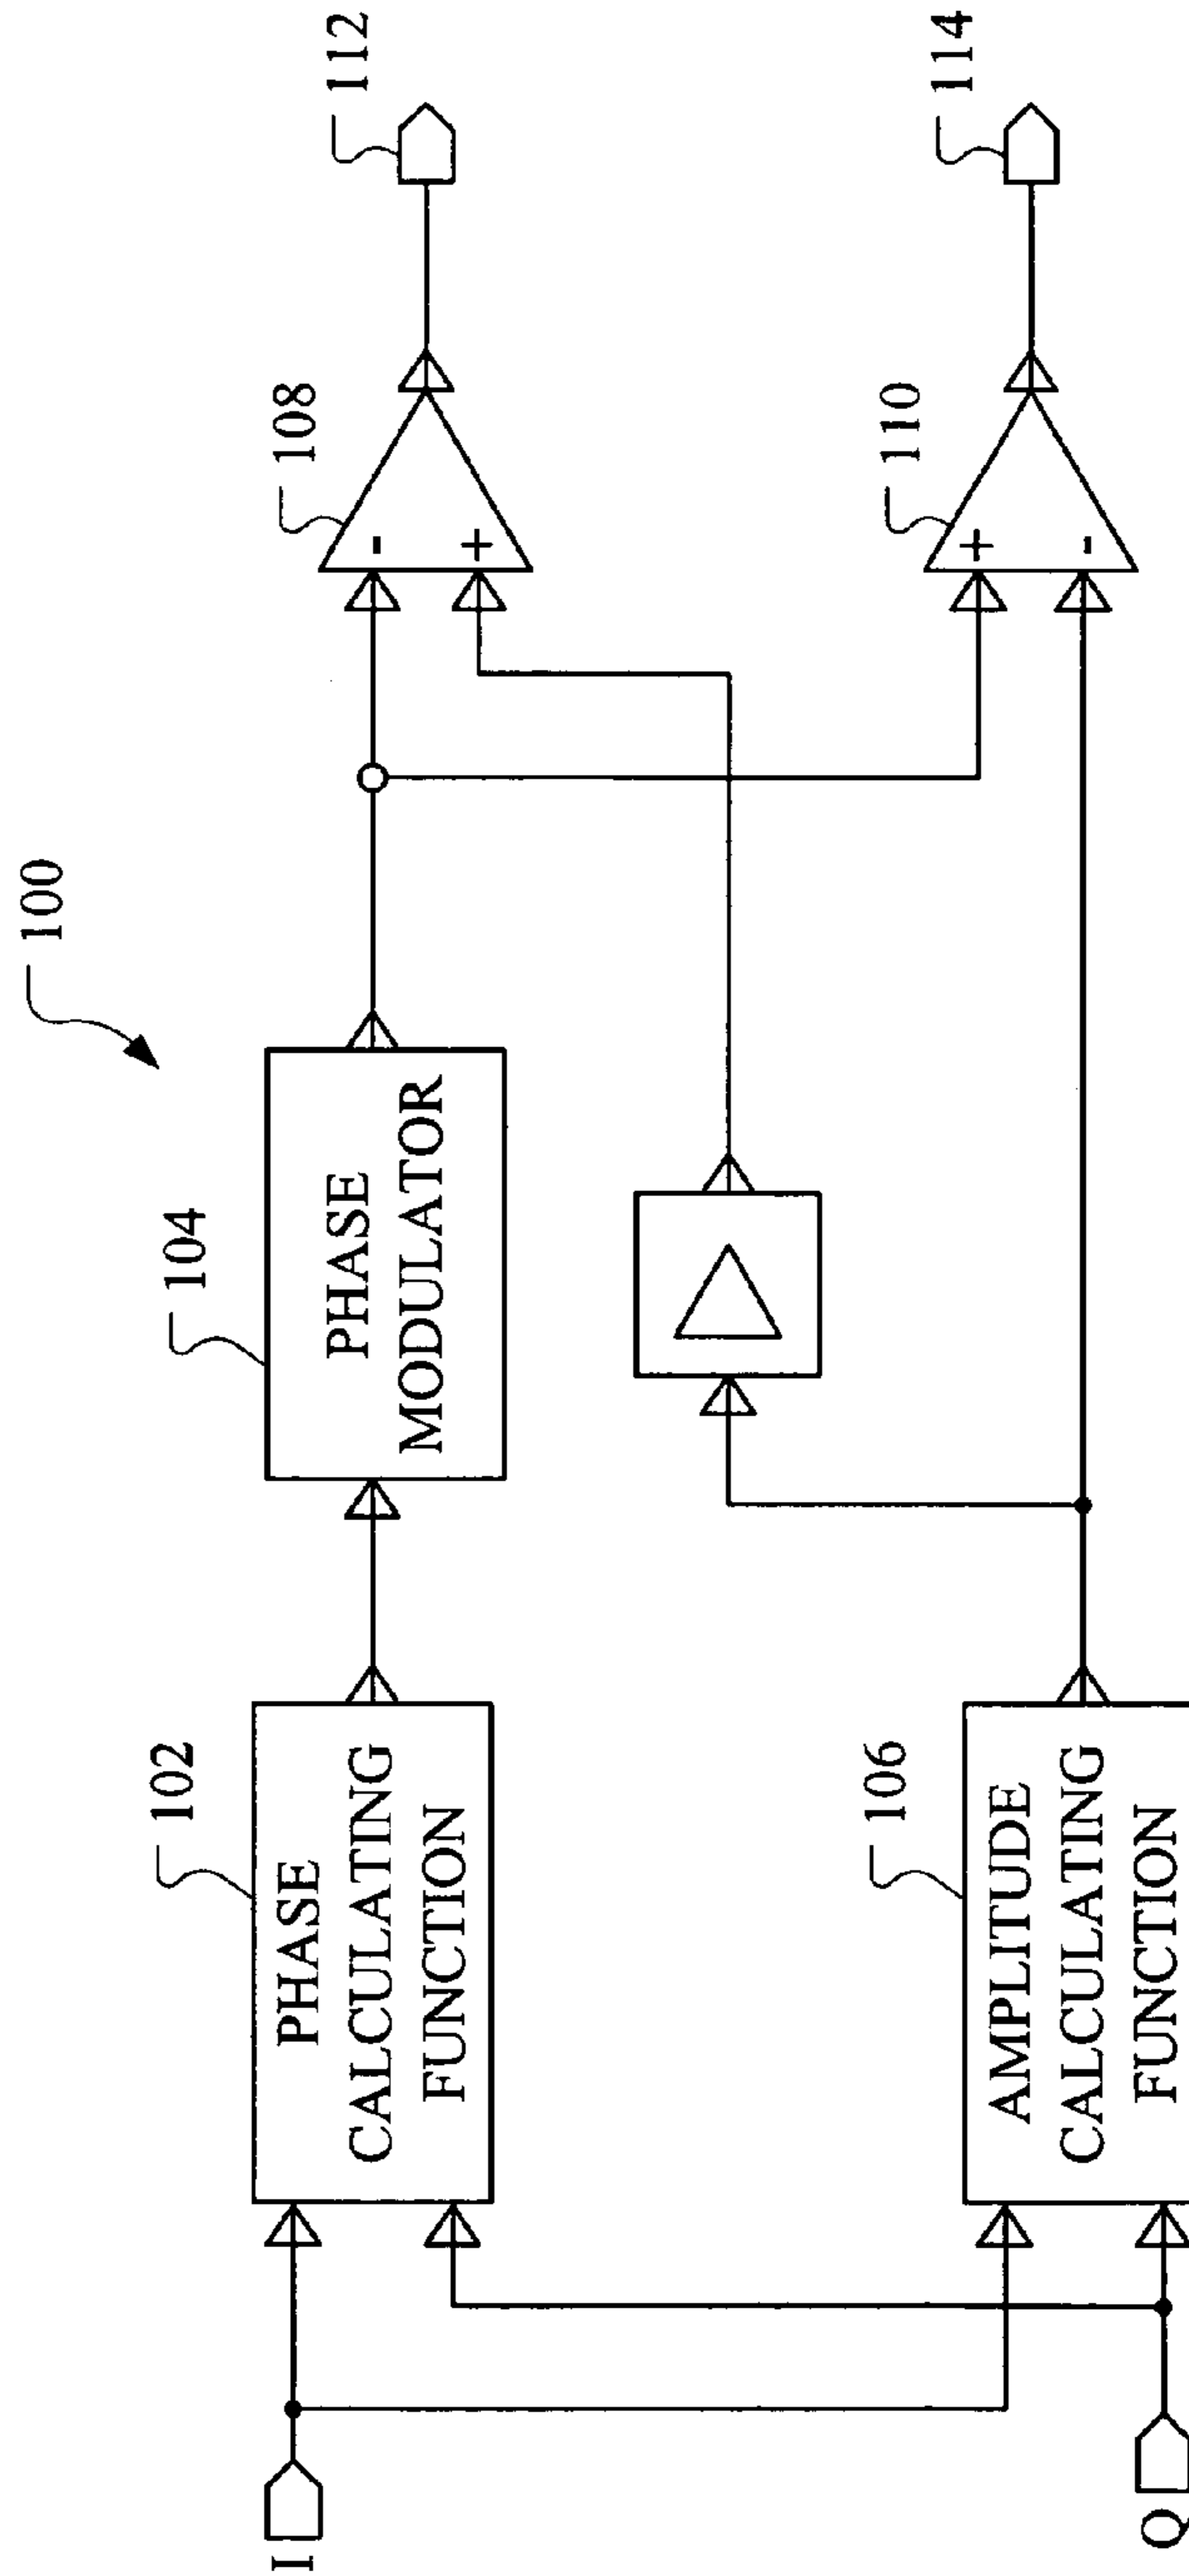 100
I
Q
102
PHASE
CALCULATING
FUNCTION
104
PHASE
MODULATOR
106
AMPLITUDE
CALCULATING
FUNCTION
108
-
+
110
+
-
112
114